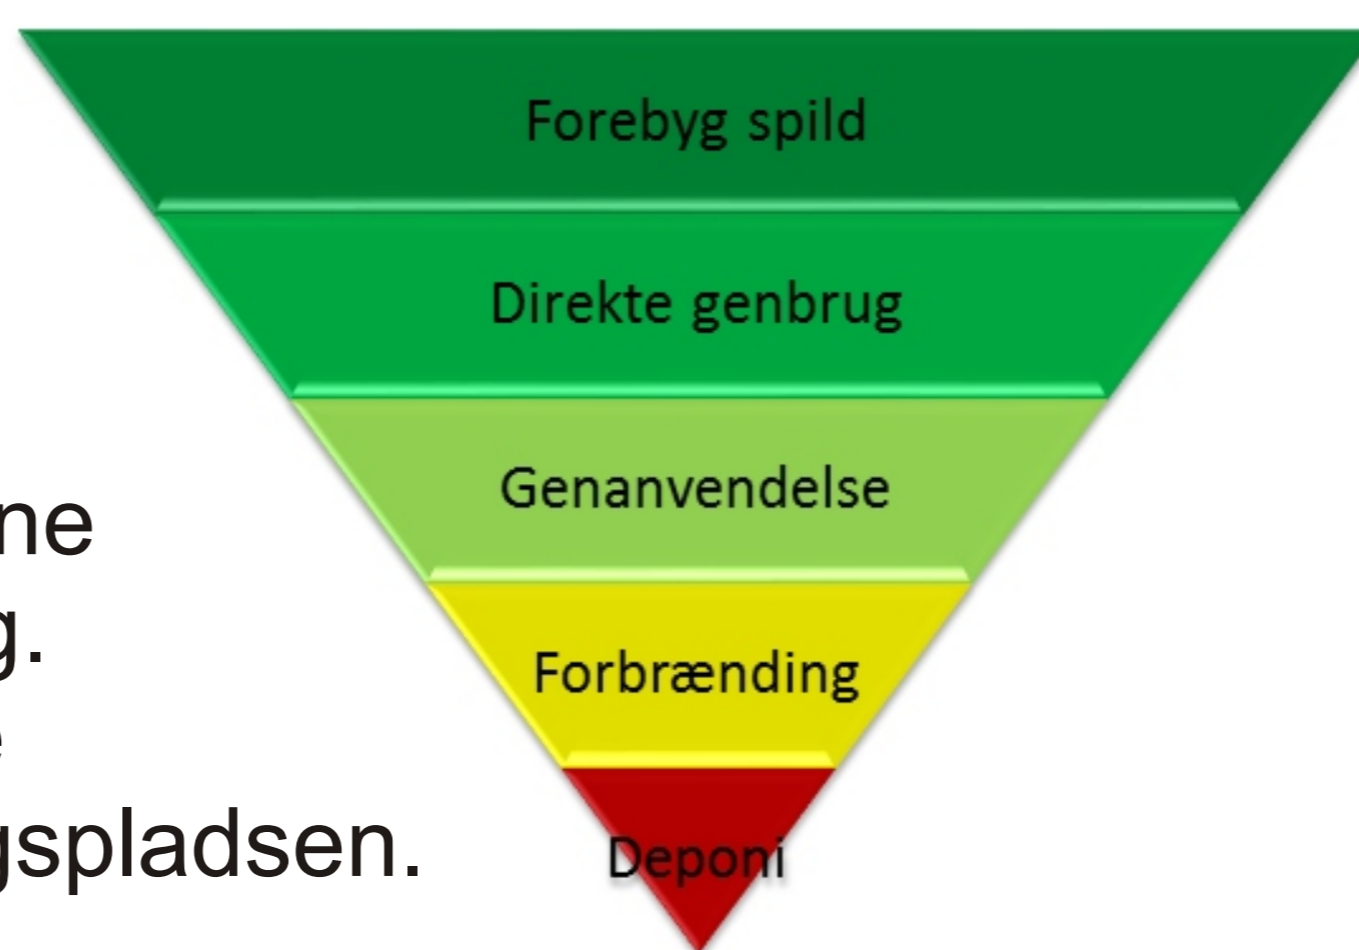 Forebyg spild
Direkte genbrug
Genanvendelse
Forbrænding
Deponi
ne
g.
e
gspladsen.